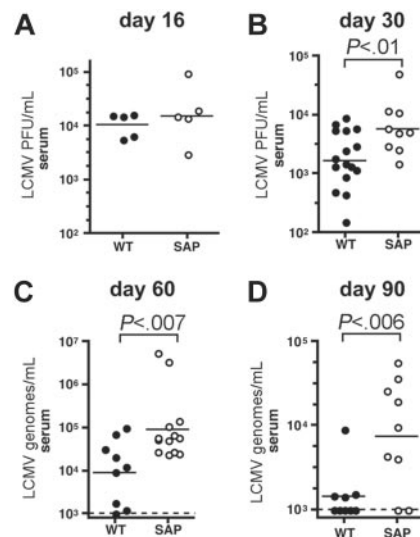 A day 16
LCMV PFU/mL
serum
10⁵
10⁴
10³
10²
WT SAP
B day 30
P<.01
LCMV PFU/mL
serum
10⁵
10⁴
10³
10²
WT SAP
C day 60
P<.007
LCMV genomes/mL
serum
10⁷
10⁶
10⁵
10⁴
10³
WT SAP
D day 90
P<.006
LCMV genomes/mL
serum
10⁵
10⁴
10³
WT SAP